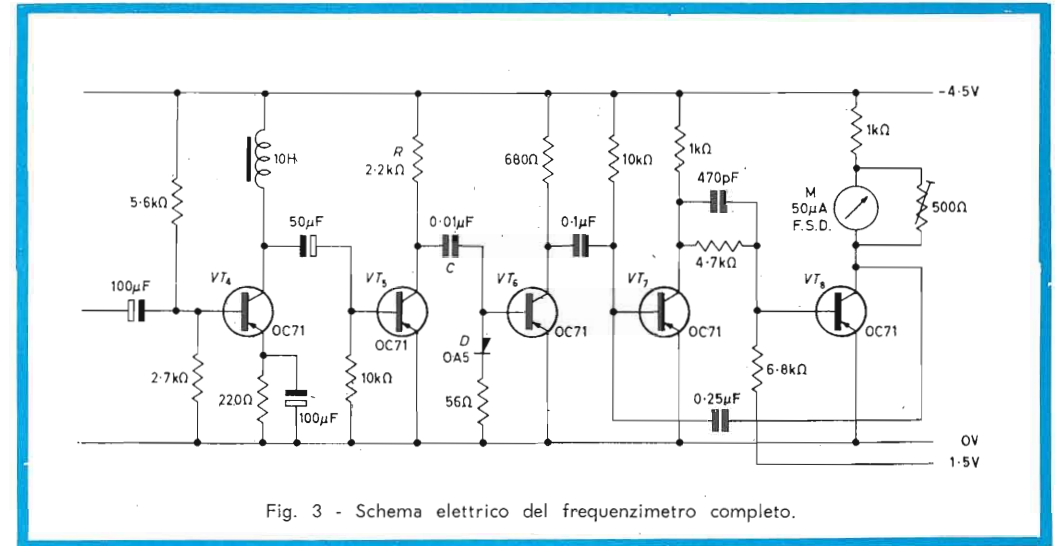 -4·5V
10H
R
2·2kΩ
680Ω
10kΩ
1kΩ
1kΩ
470pF
M
50μA
F.S.D.
500Ω
5·6kΩ
50μF
0·01μF
C
0·1μF
4·7kΩ
100μF
VT4
OC71
VT5
OC71
VT6
OC71
VT7
OC71
VT8
OC71
D
OA5
2·7kΩ
220Ω
100μF
10kΩ
56Ω
6·8kΩ
0·25μF
0V
1·5V
Fig. 3 - Schema elettrico del frequenzimetro completo.